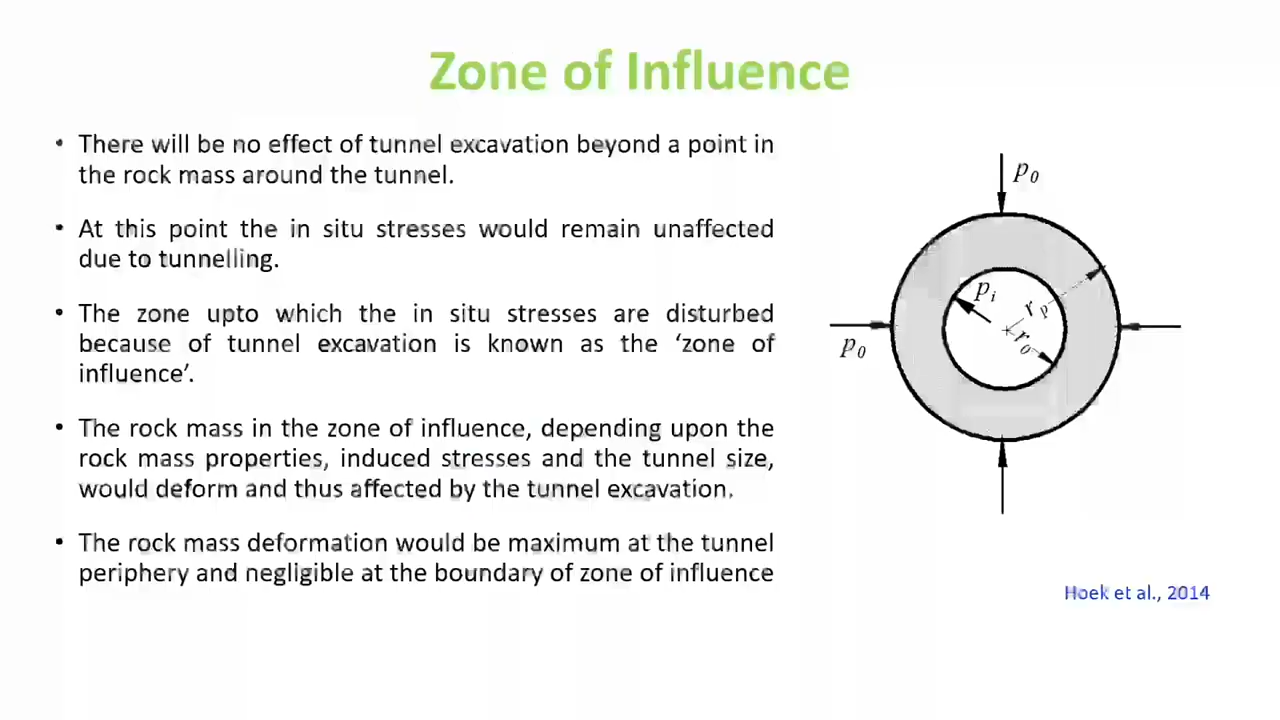 Zone of Influence
• There will be no effect of tunnel excavation beyond a point in
the rock mass around the tunnel.
• At this point the in situ stresses would remain unaffected
due to tunnelling.
• The zone upto which the in situ stresses are disturbed
because of tunnel excavation is known as the ‘zone of
influence’.
• The rock mass in the zone of influence, depending upon the
rock mass properties, induced stresses and the tunnel size,
would deform and thus affected by the tunnel excavation.
• The rock mass deformation would be maximum at the tunnel
periphery and negligible at the boundary of zone of influence
p0
pi
rp
ro
p0
Hoek et al., 2014